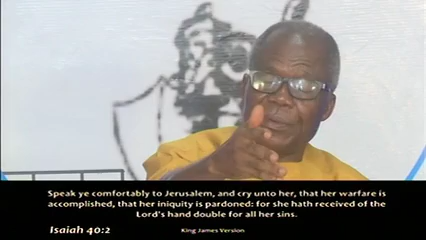 Speak ye comfortably to Jerusalem, and cry unto her, that her warfare is
accomplished, that her iniquity is pardoned: for she hath received of the
Lord's hand double for all her sins.
Isaiah 40:2 King James Version